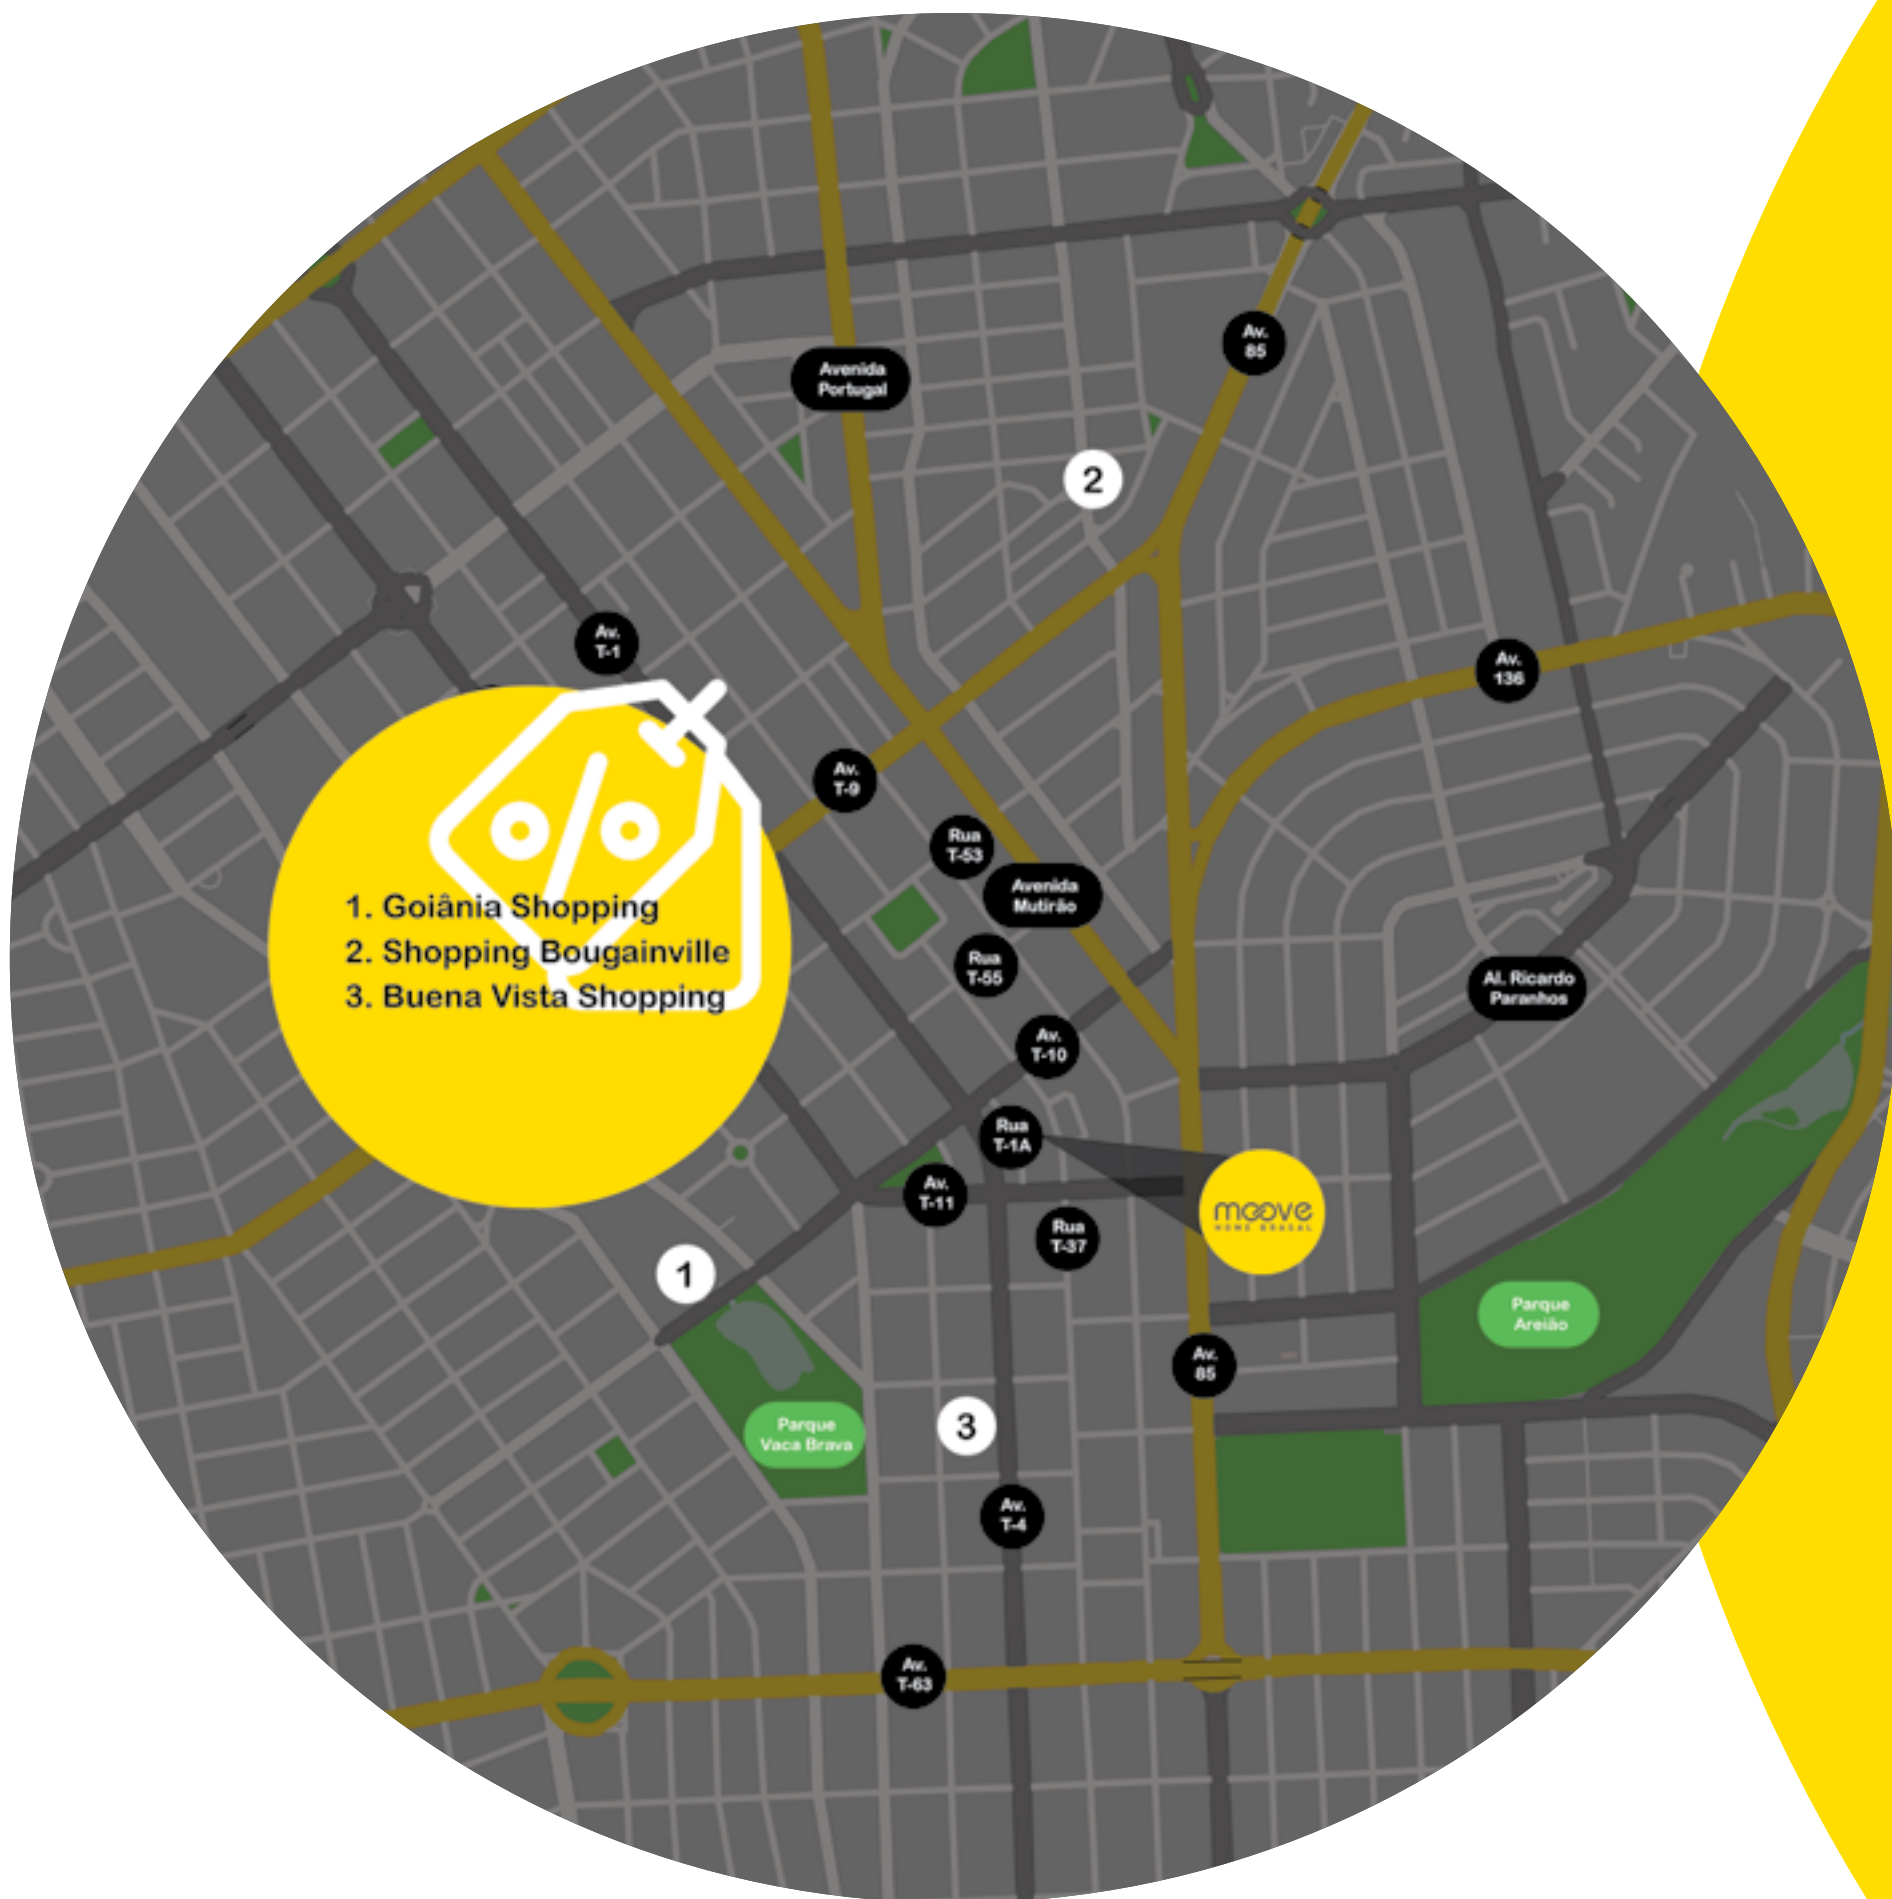 Av.
85
Avenida
Portugal
2
Av.
T-1
Av.
136
Av.
T-9
Rua
T-53
Avenida
Mutirão
1. Goiânia Shopping
2. Shopping Bougainville
3. Buena Vista Shopping
Rua
T-55
Al. Ricardo
Paranhos
Av.
T-10
Rua
T-1A
Av.
T-11
moove
HOME BRASAL
Rua
T-37
1
Parque
Areião
Av.
85
Parque
Vaca Brava
3
Av.
T-4
Av.
T-63